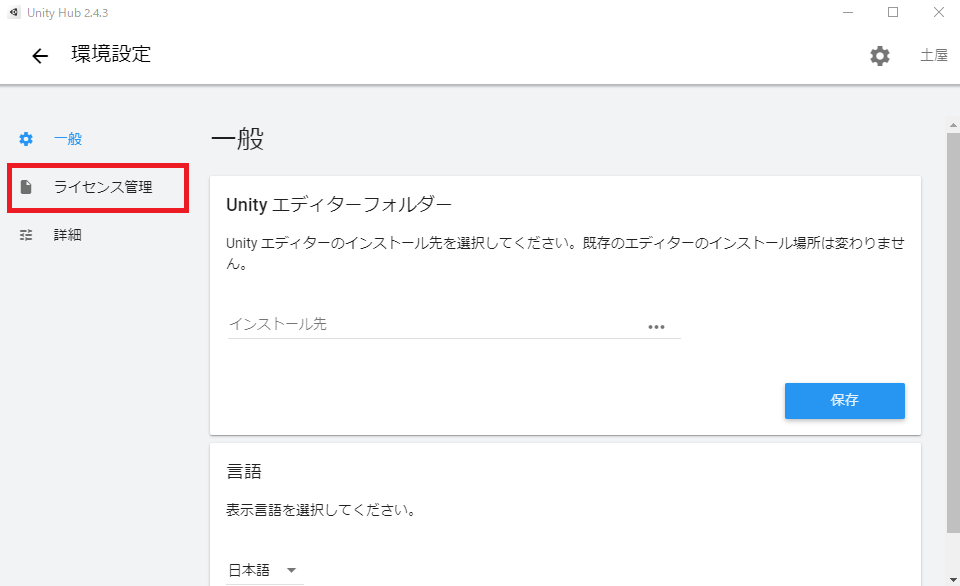 Unity Hub 2.4.3
環境設定
土屋
一般
ライセンス管理
詳細
一般
Unity エディターフォルダー
Unity エディターのインストール先を選択してください。既存のエディターのインストール場所は変わりませ
ん。
インストール先
保存
言語
表示言語を選択してください。
日本語